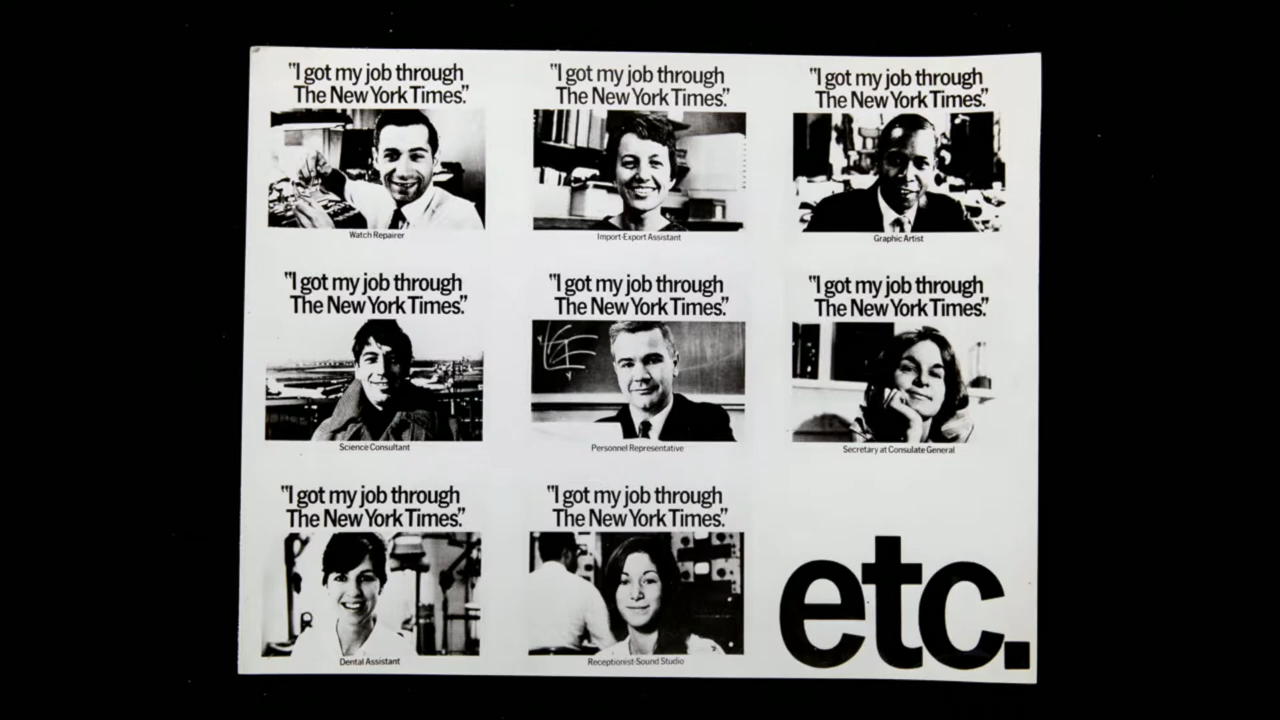 "I got my job through
The New York Times."
Watch Repairer
"I got my job through
The New York Times."
Import-Export Assistant
"I got my job through
The New York Times."
Graphic Artist
"I got my job through
The New York Times."
Science Consultant
"I got my job through
The New York Times."
Personnel Representative
"I got my job through
The New York Times."
Secretary at Consulate General
"I got my job through
The New York Times."
Dental Assistant
"I got my job through
The New York Times."
Receptionist-Sound Studio
etc.